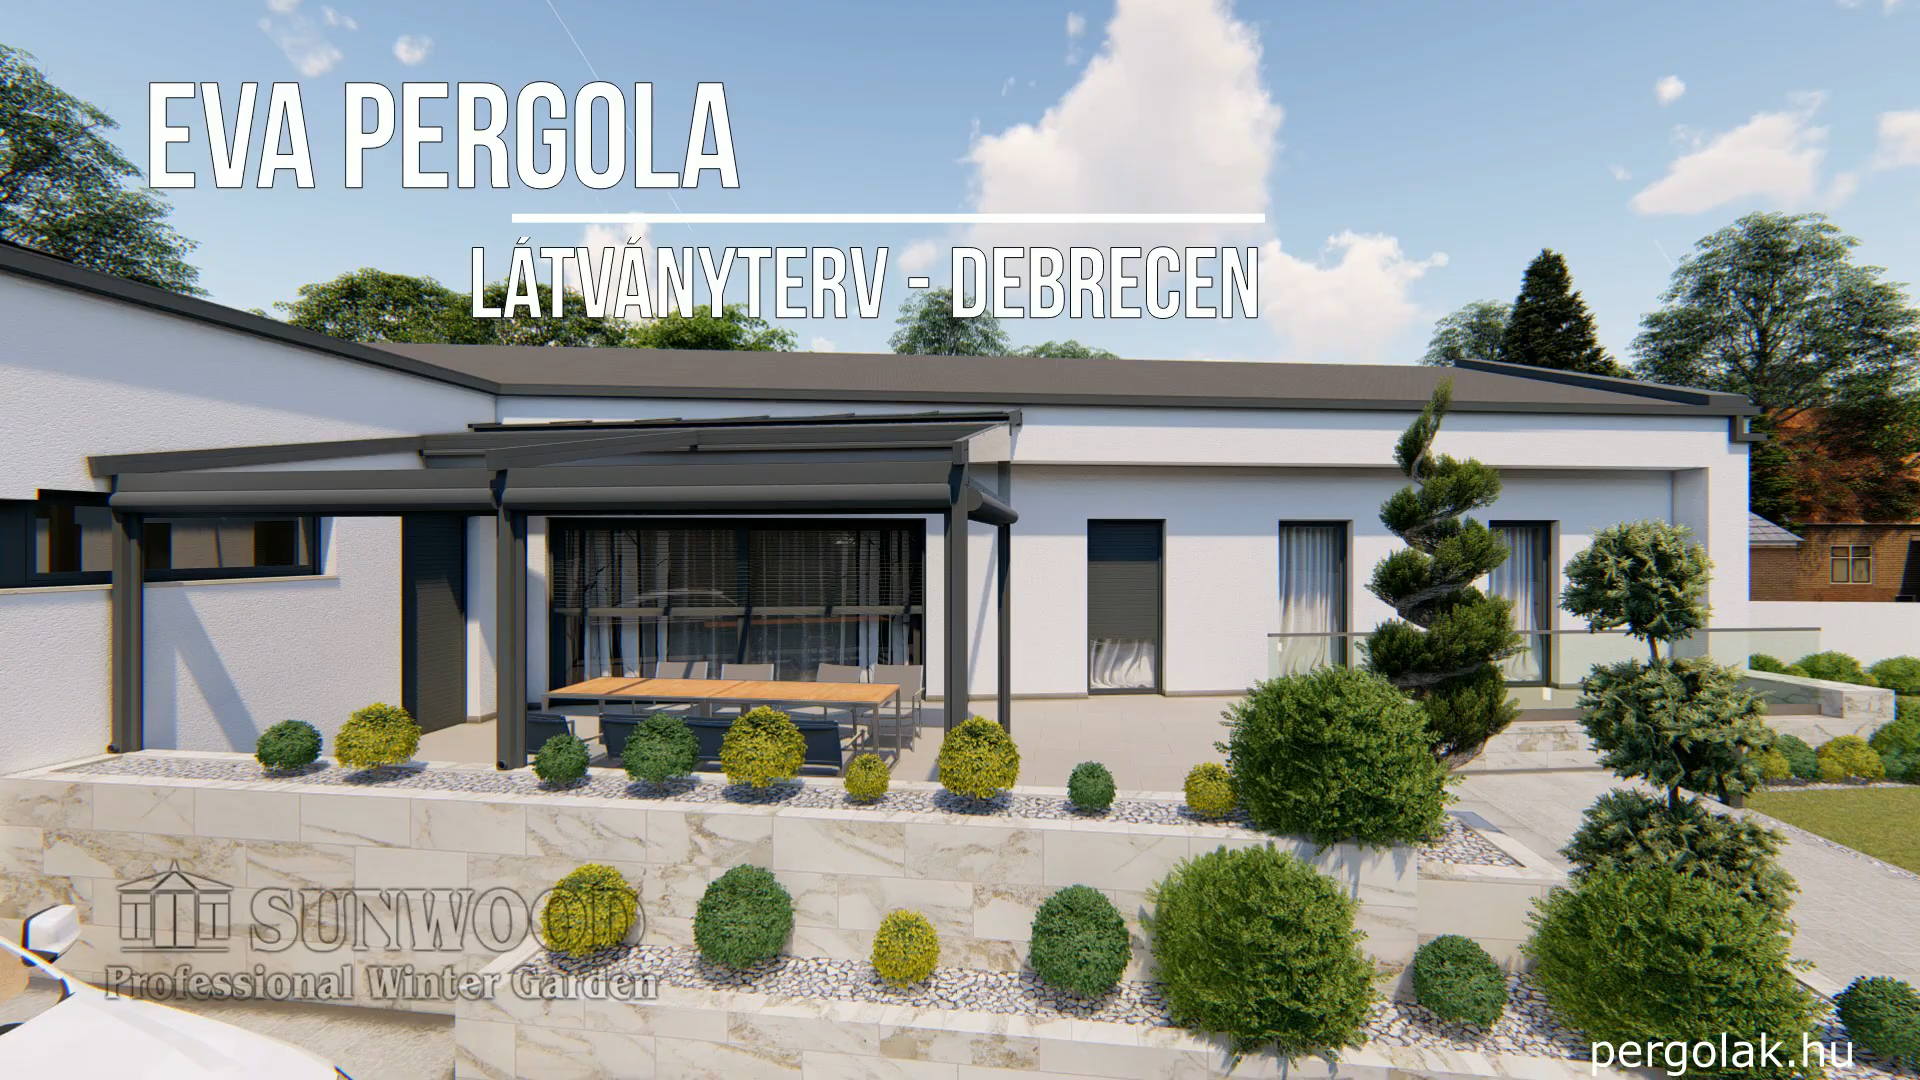 EVA PERGOLA
LÁTVÁNYTERV - DEBRECEN
SUNWOOD
Professional Winter Garden
pergolak.hu